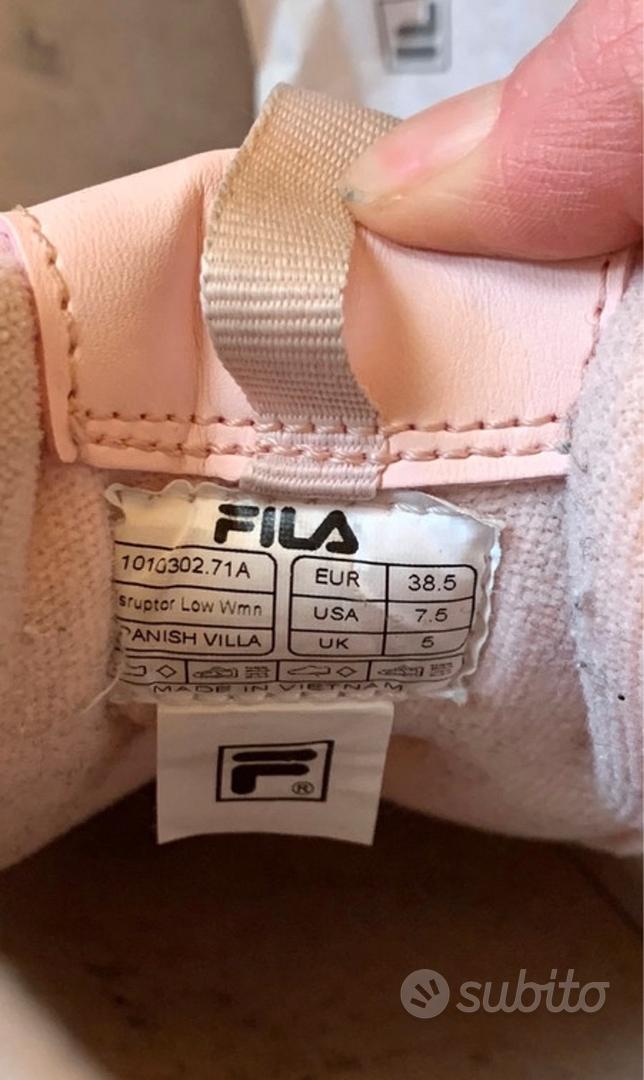 FILA
1010302.71A
sruptor Low Wmn
PANISH VILLA
EUR 38.5
USA 7.5
UK 5
MADE IN VIETNAM
F®
subito